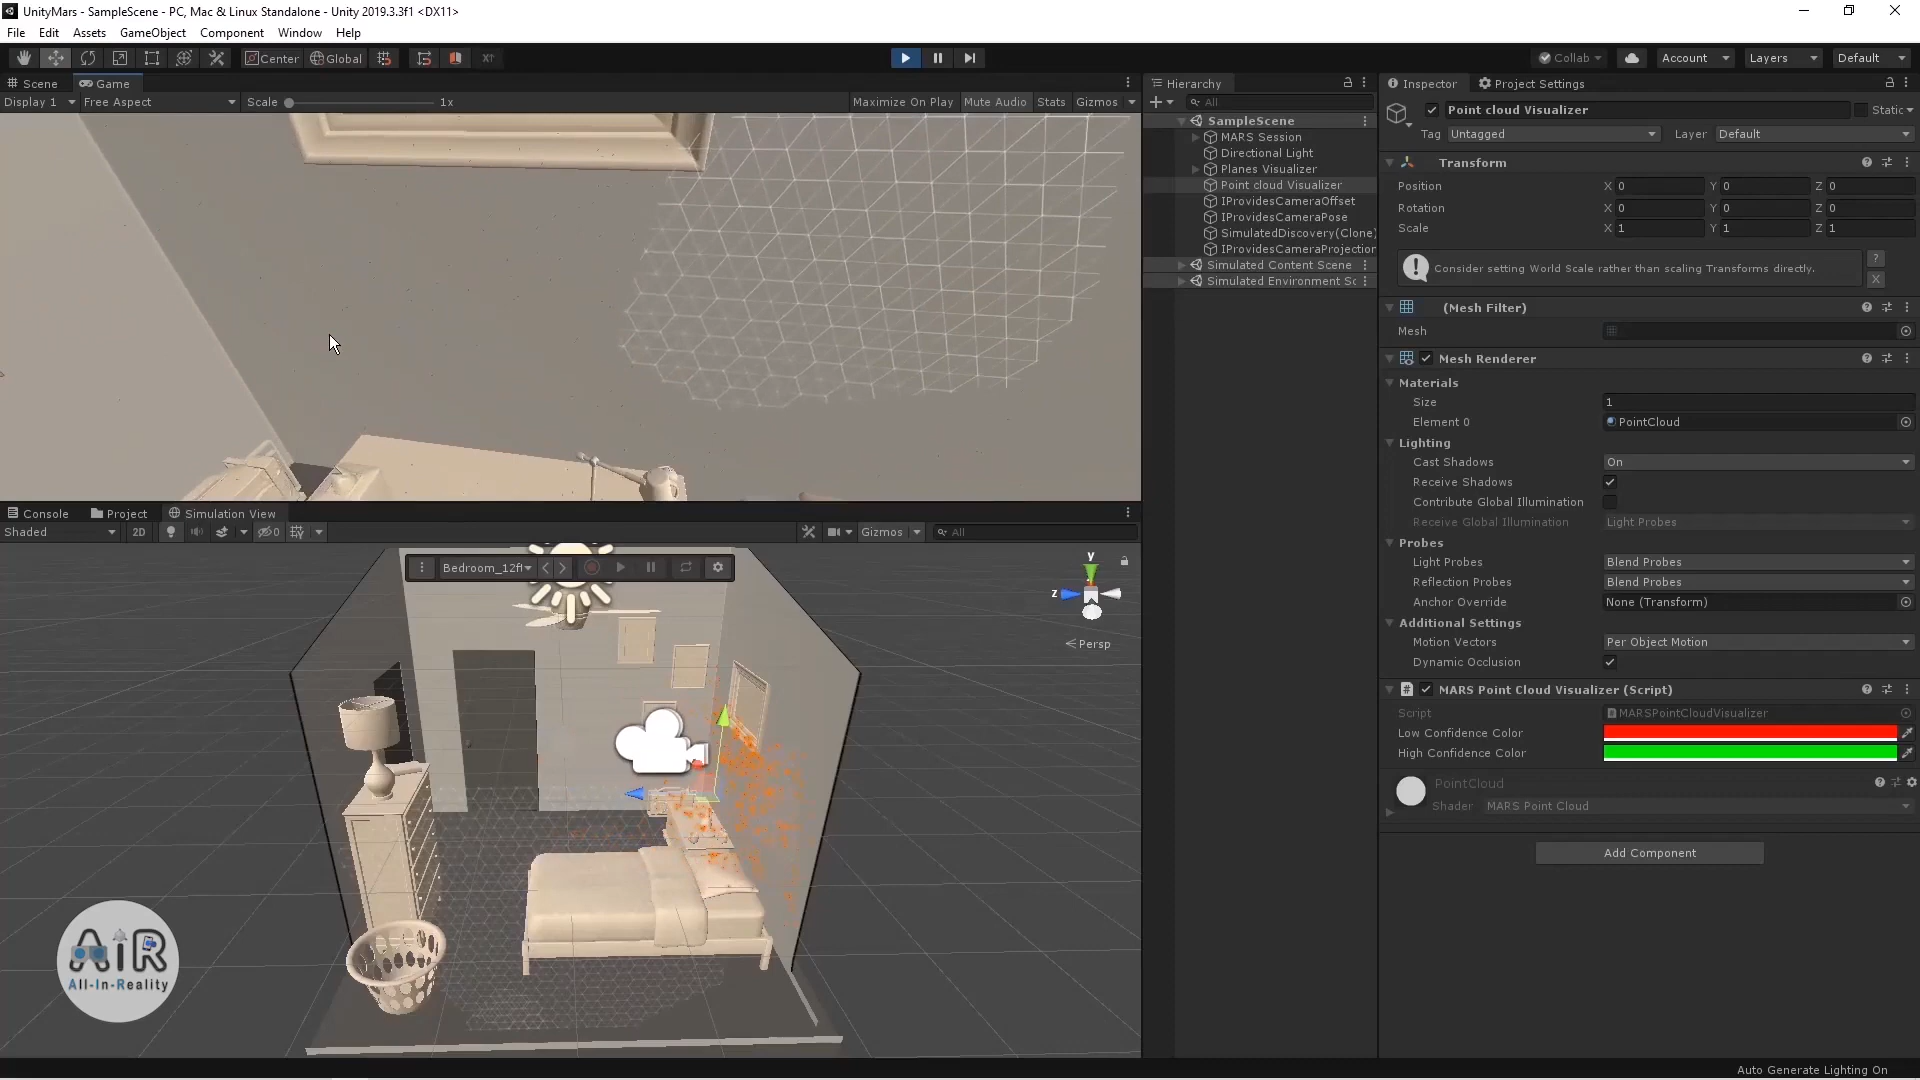 UnityMars - SampleScene - PC, Mac & Linux Standalone - Unity 2019.3.3f1 <DX11>
File Edit Assets GameObject Component Window Help
Center Global Collab Account Layers Default
Scene Game
Display 1 Free Aspect Scale 1x Maximize On Play Mute Audio Stats Gizmos
Console Project Simulation View
Shaded 2D Gizmos All
Bedroom_12ft
y
z
Persp
AiR
All-In-Reality
Hierarchy
All
SampleScene
MARS Session
Directional Light
Planes Visualizer
Point cloud Visualizer
IProvidesCameraOffset
IProvidesCameraPose
SimulatedDiscovery(Clone)
IProvidesCameraProjection
Simulated Content Scene
Simulated Environment Sc
Inspector Project Settings
Point cloud Visualizer Static
Tag Untagged Layer Default
Transform
Position X 0 Y 0 Z 0
Rotation X 0 Y 0 Z 0
Scale X 1 Y 1 Z 1
Consider setting World Scale rather than scaling Transforms directly. ? X
(Mesh Filter)
Mesh
Mesh Renderer
Materials
Size 1
Element 0 PointCloud
Lighting
Cast Shadows On
Receive Shadows
Contribute Global Illumination
Receive Global Illumination Light Probes
Probes
Light Probes Blend Probes
Reflection Probes Blend Probes
Anchor Override None (Transform)
Additional Settings
Motion Vectors Per Object Motion
Dynamic Occlusion
MARS Point Cloud Visualizer (Script)
Script MARSPointCloudVisualizer
Low Confidence Color
High Confidence Color
PointCloud
Shader MARS Point Cloud
Add Component
Auto Generate Lighting On